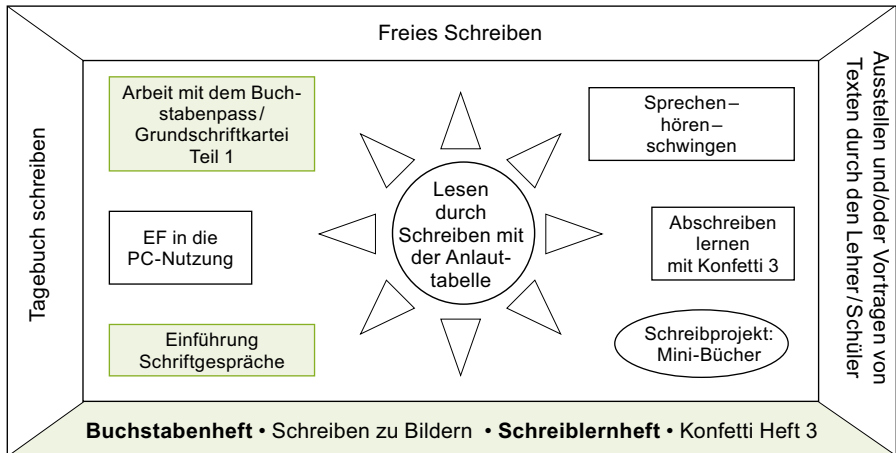 Freies Schreiben
Tagebuch schreiben
Arbeit mit dem Buch-
stabenpass/
Grundschriftkartei
Teil 1
EF in die
PC-Nutzung
Einführung
Schriftgespräche
Lesen
durch
Schreiben mit
der Anlaut-
tabelle
Sprechen–
hören–
schwingen
Abschreiben
lernen
mit Konfetti 3
Schreibprojekt:
Mini-Bücher
Ausstellen und/oder Vortragen von
Texten durch den Lehrer/Schüler
Buchstabenheft • Schreiben zu Bildern • Schreiblernheft • Konfetti Heft 3